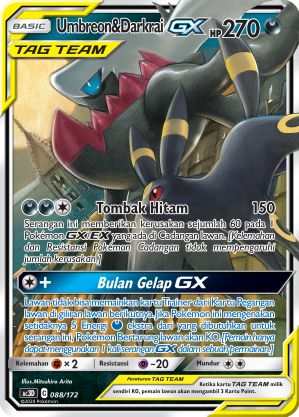 BASIC Umbreon&Darkrai GX HP270
TAG TEAM
Tombak Hitam 150
Serangan ini memberikan kerusakan sejumlah 60 pada 1
Pokémon GX/EX yang ada di Cadangan lawan. [Kelemahan
dan Resistansi Pokémon Cadangan tidak mempengaruhi
jumlah kerusakan.]
+ Bulan Gelap GX
Lawan tidak bisa memainkan kartu Trainer dari Kartu Pegangan
lawan di giliran lawan berikutnya. Jika Pokémon ini mengenakan
setidaknya 5 Energi ekstra dari yang dibutuhkan untuk
serangan ini, Pokémon Bertarung lawan akan KO. [Pemain hanya
dapat menggunakan 1 kali serangan GX dalam sebuah permainan.]
Kelemahan ×2 Resistansi -20 Mundur
Illus. Mitsuhiro Arita
Peraturan TAG TEAM
Ketika kartu TAG TEAM milik
sendiri KO, pemain lawan akan mengambil 3 Kartu Point.
AC3D 088/172
©2020 Pokémon